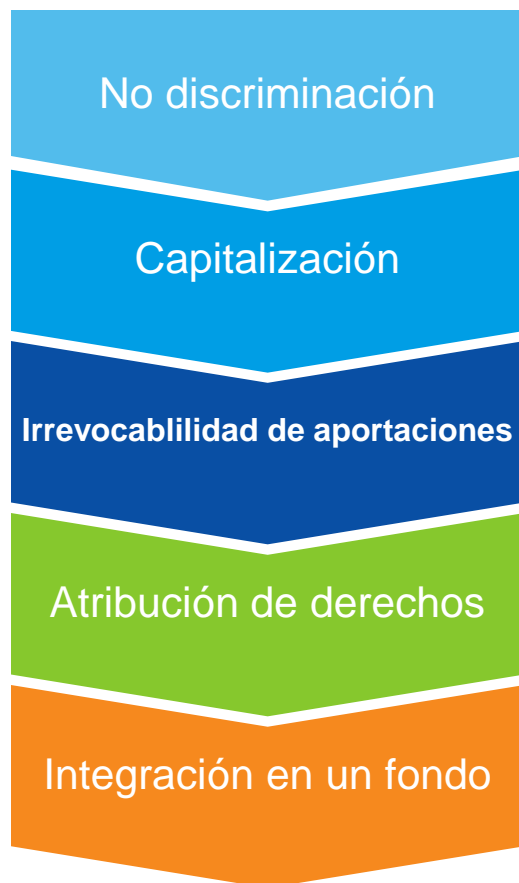 No discriminación
Capitalización
Irrevocablilidad de aportaciones
Atribución de derechos
Integración en un fondo